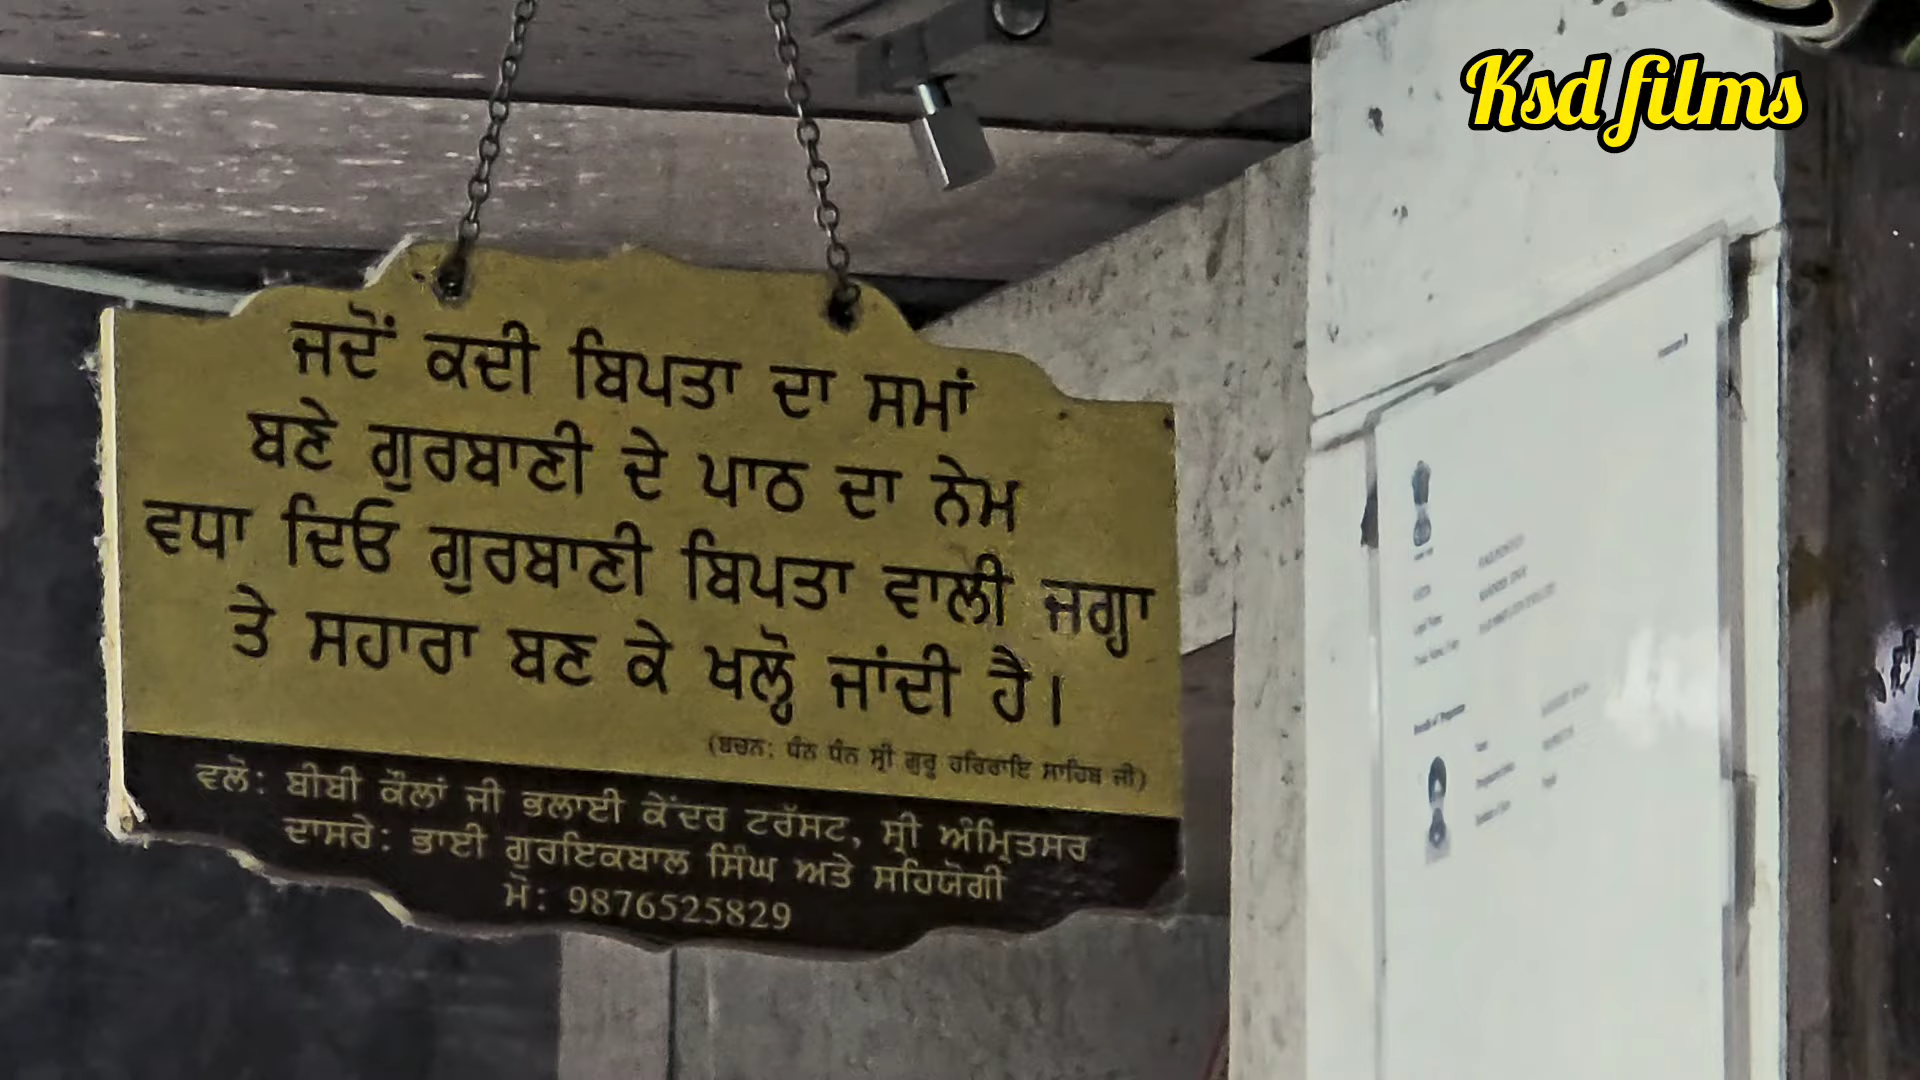 Ksd films
ਜਦੋਂ ਕਦੀ ਬਿਪਤਾ ਦਾ ਸਮਾਂ
ਬਣੇ ਗੁਰਬਾਣੀ ਦੇ ਪਾਠ ਦਾ ਨੇਮ
ਵਧਾ ਦਿਓ ਗੁਰਬਾਣੀ ਬਿਪਤਾ ਵਾਲੀ ਜਗ੍ਹਾ
ਤੇ ਸਹਾਰਾ ਬਣ ਕੇ ਖਲ੍ਹੋ ਜਾਂਦੀ ਹੈ।
(ਬਚਨ: ਧੰਨ ਧੰਨ ਸ੍ਰੀ ਗੁਰੂ ਹਰਿਰਾਇ ਸਾਹਿਬ ਜੀ)
ਵਲੋਂ: ਬੀਬੀ ਕੌਲਾਂ ਜੀ ਭਲਾਈ ਕੇਂਦਰ ਟਰੱਸਟ, ਸ੍ਰੀ ਅੰਮ੍ਰਿਤਸਰ
ਦਾਸਰੇ: ਭਾਈ ਗੁਰਇਕਬਾਲ ਸਿੰਘ ਅਤੇ ਸਹਿਯੋਗੀ
ਮੋ: 9876525829